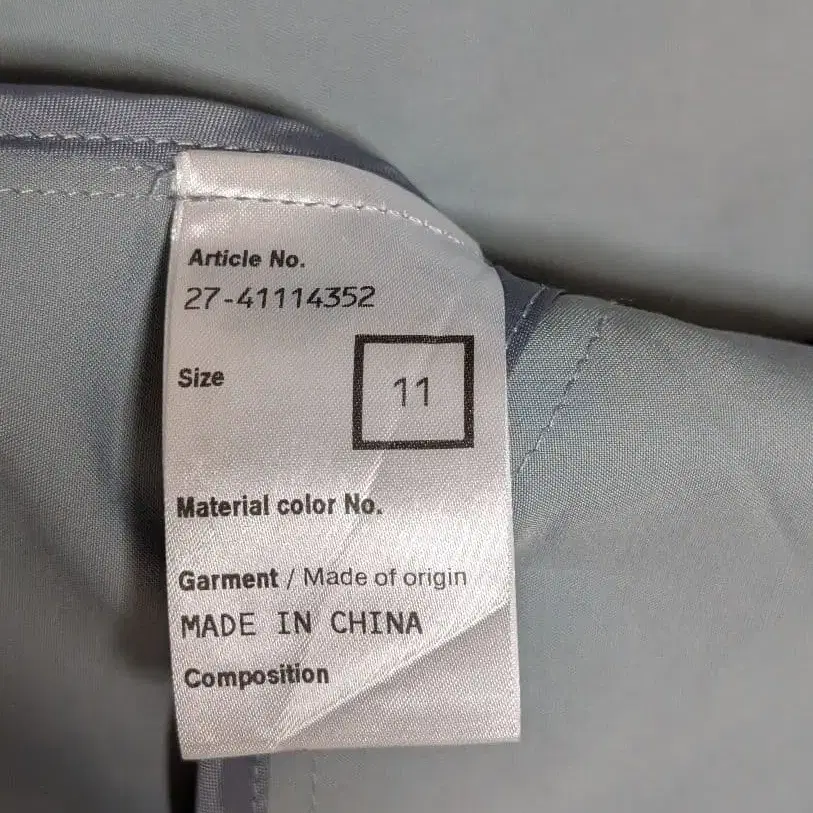 Article No.
27-41114352
Size
11
Material color No.
Garment / Made of origin
MADE IN CHINA
Composition